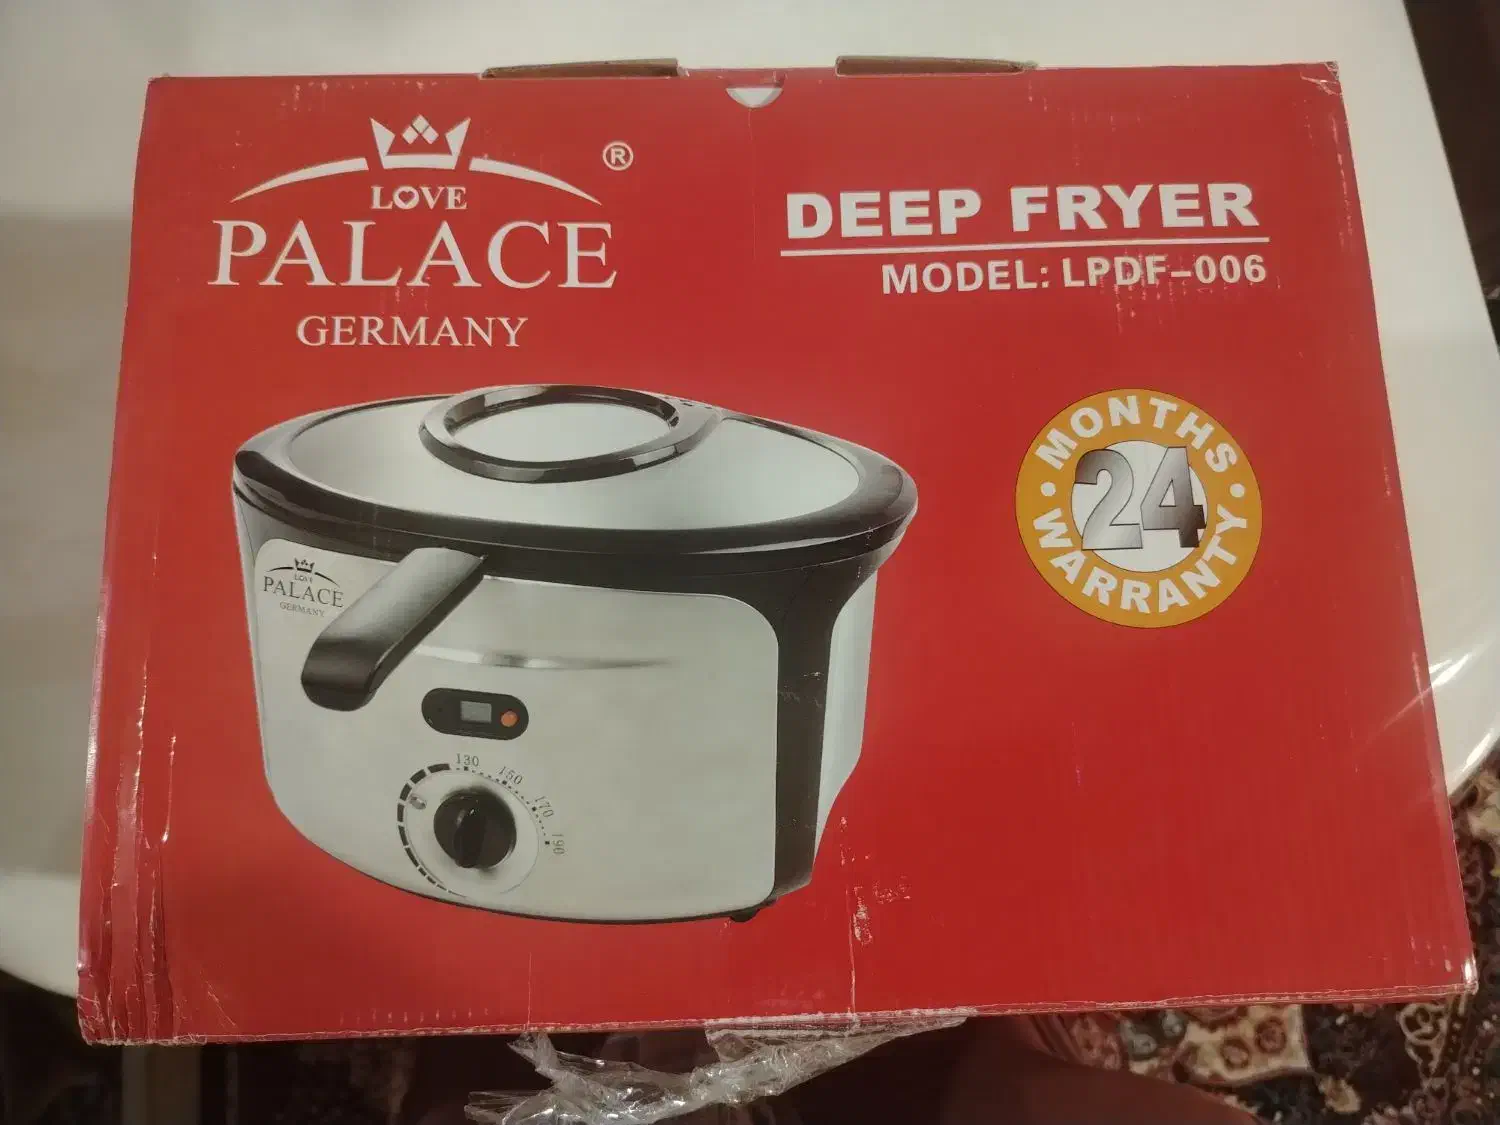 LOVE
PALACE
GERMANY
®
DEEP FRYER
MODEL: LPDF-006
24
MONTHS
WARRANTY
LOVE
PALACE
GERMANY
130
150
170
190